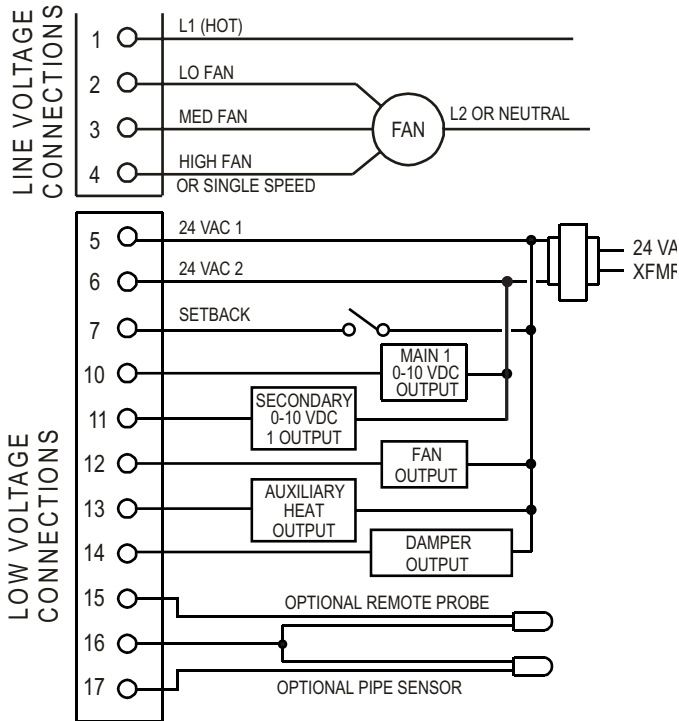 LINE VOLTAGE
CONNECTIONS
1
L1 (HOT)
2
LO FAN
3
MED FAN
FAN
L2 OR NEUTRAL
4
HIGH FAN
OR SINGLE SPEED
LOW VOLTAGE
CONNECTIONS
5
24 VAC 1
24 VA
XFMR
6
24 VAC 2
7
SETBACK
10
MAIN 1
0-10 VDC
OUTPUT
11
SECONDARY
0-10 VDC
1 OUTPUT
12
FAN
OUTPUT
13
AUXILIARY
HEAT
OUTPUT
14
DAMPER
OUTPUT
15
OPTIONAL REMOTE PROBE
16
17
OPTIONAL PIPE SENSOR